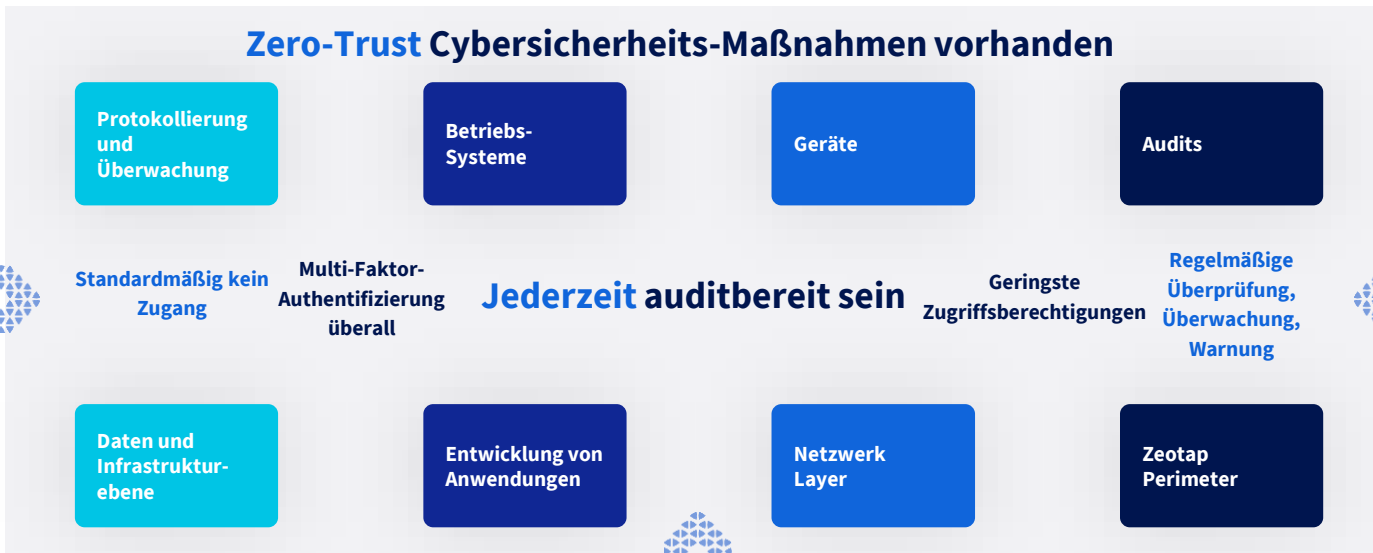 Zero-Trust Cybersicherheits-Maßnahmen vorhanden
Protokollierung
und
Überwachung
Betriebs-
Systeme
Geräte
Audits
Standardmäßig kein
Zugang
Multi-Faktor-
Authentifizierung
überall
Jederzeit auditbereit sein
Geringste
Zugriffsberechtigungen
Regelmäßige
Überprüfung,
Überwachung,
Warnung
Daten und
Infrastruktur-
ebene
Entwicklung von
Anwendungen
Netzwerk
Layer
Zeotap
Perimeter